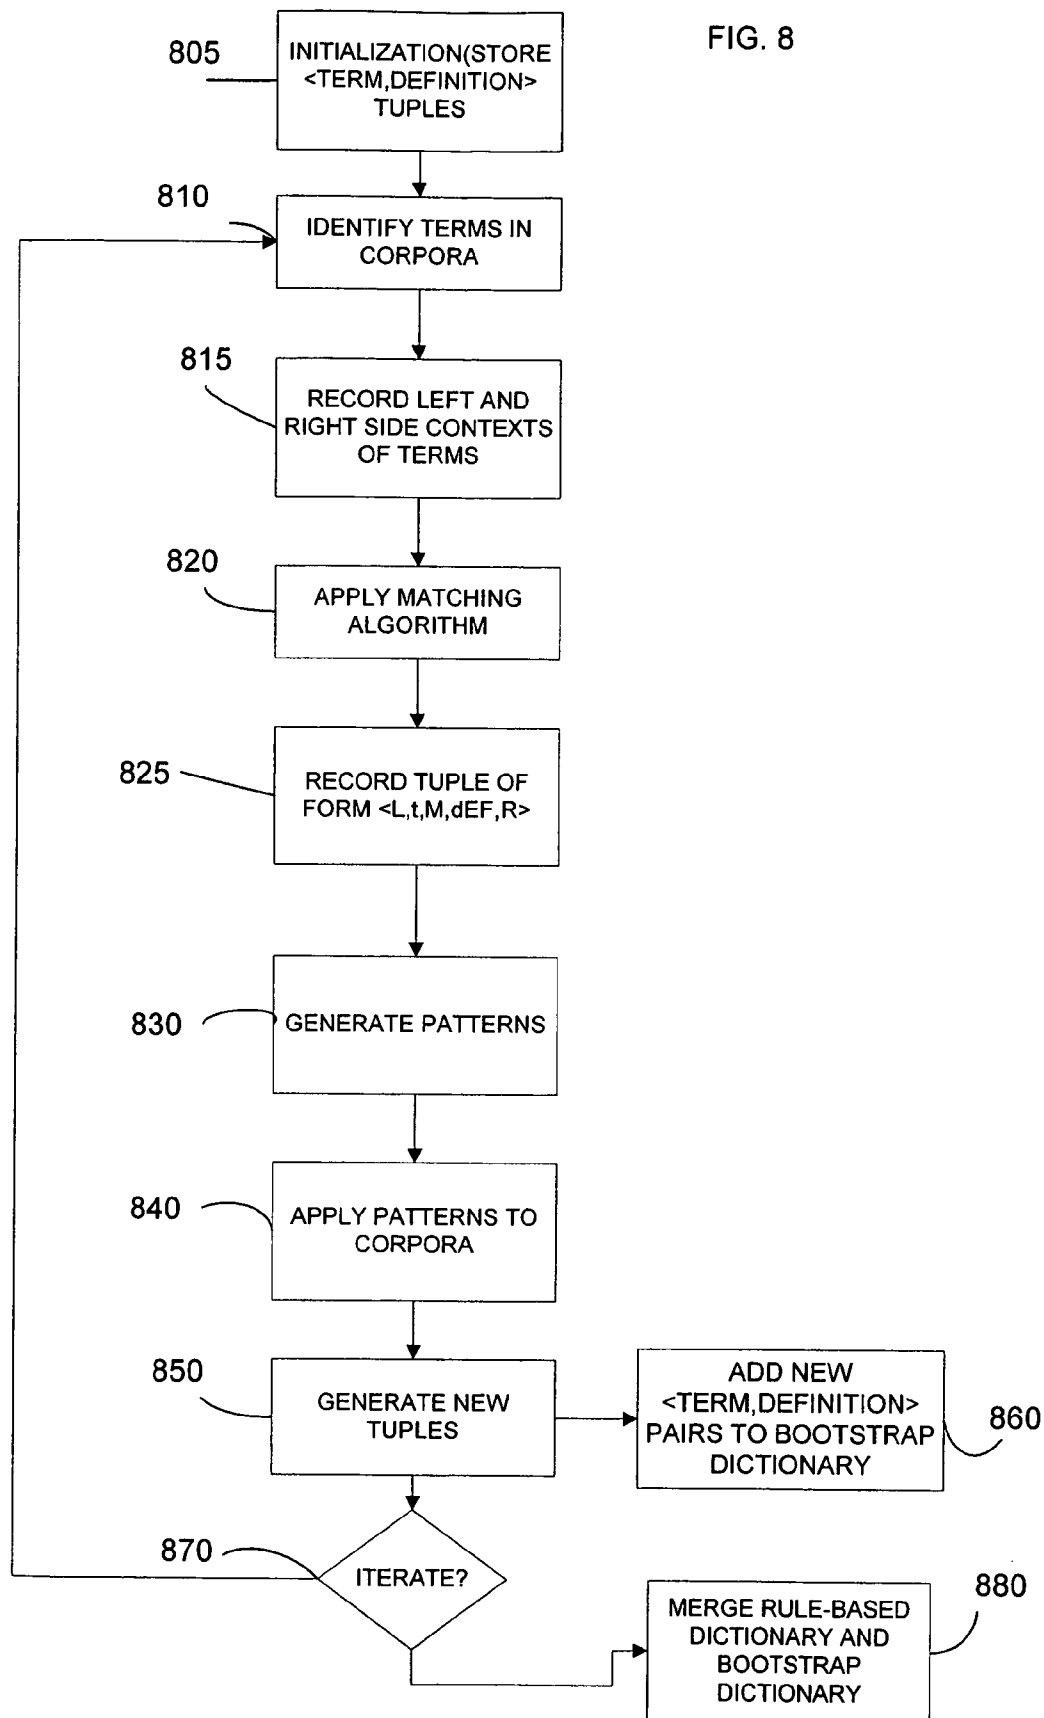 FIG. 8
805
INITIALIZATION(STORE
<TERM,DEFINITION>
TUPLES
810
IDENTIFY TERMS IN
CORPORA
815
RECORD LEFT AND
RIGHT SIDE CONTEXTS
OF TERMS
820
APPLY MATCHING
ALGORITHM
825
RECORD TUPLE OF
FORM <L,t,M,dEF,R>
830
GENERATE PATTERNS
840
APPLY PATTERNS TO
CORPORA
850
GENERATE NEW
TUPLES
ADD NEW
<TERM,DEFINITION>
PAIRS TO BOOTSTRAP
DICTIONARY
860
870
ITERATE?
880
MERGE RULE-BASED
DICTIONARY AND
BOOTSTRAP
DICTIONARY